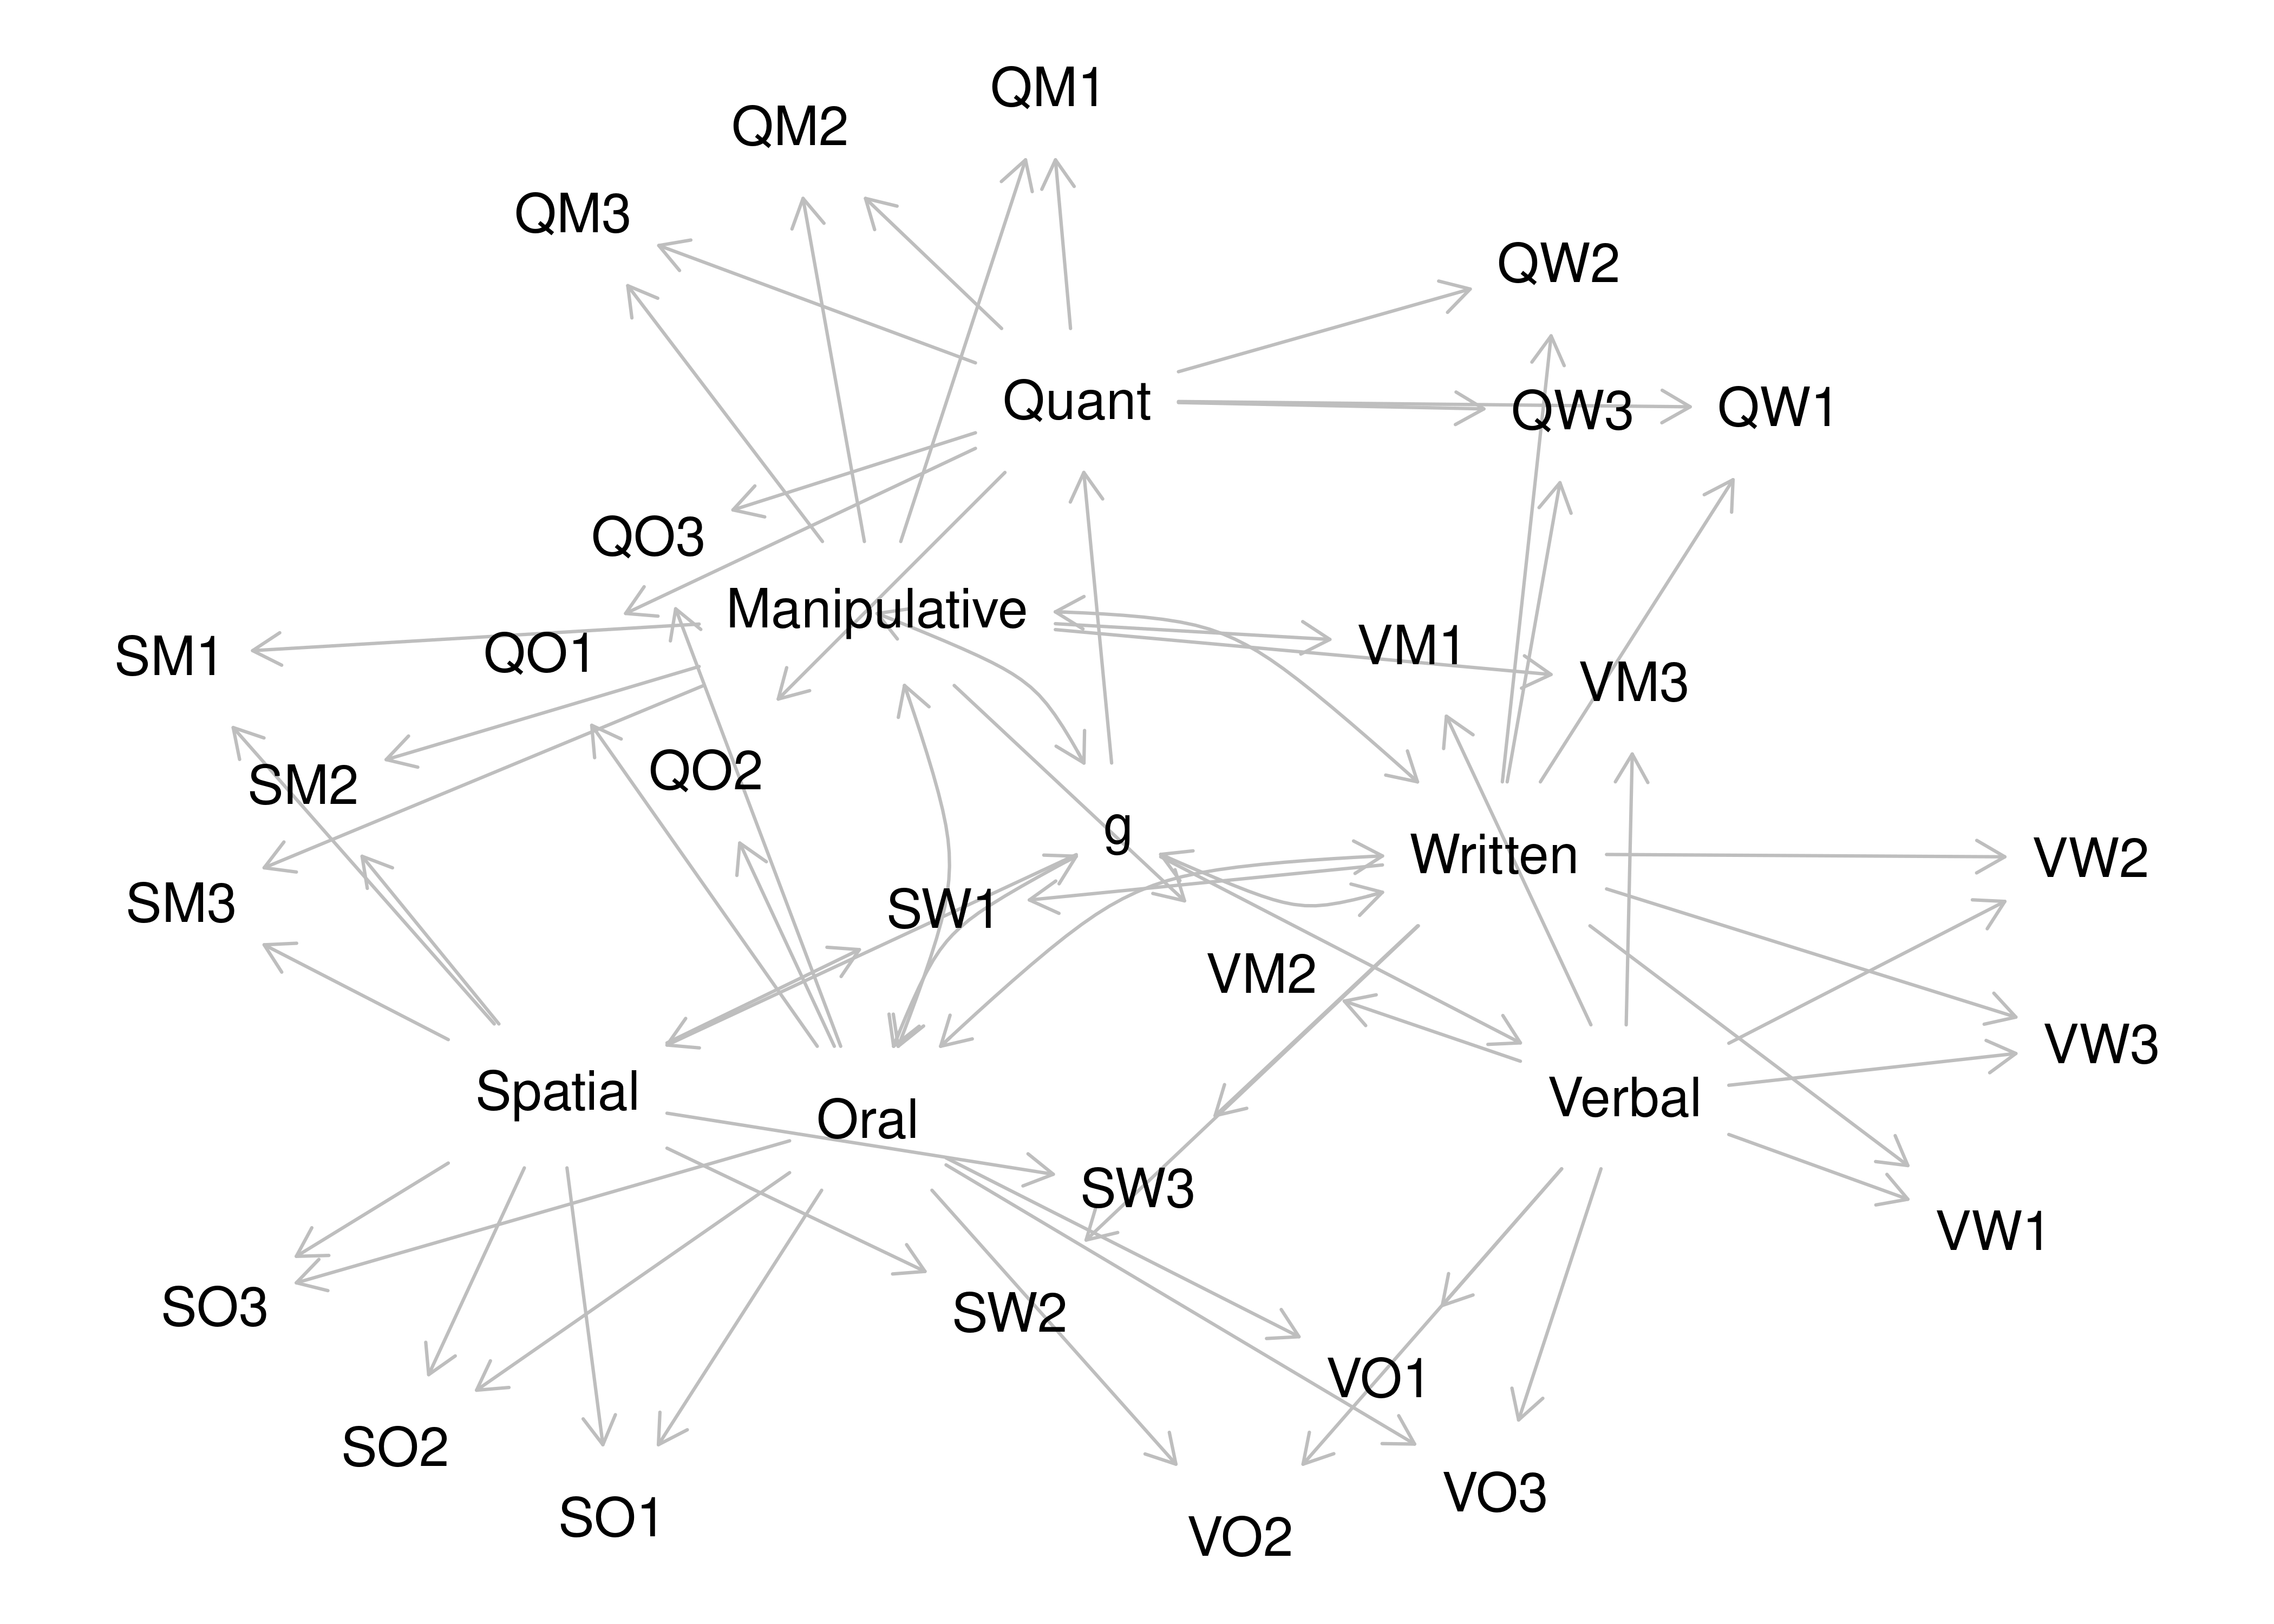 QM1
QM2
QM3
QW2
Quant
QW3
QW1
QO3
Manipulative
SM1
QO1
VM1
VM3
SM2
QO2
g
Written
VW2
SM3
SW1
VM2
VW3
Spatial
Oral
Verbal
SW3
VW1
SO3
SW2
VO1
SO2
VO3
SO1
VO2